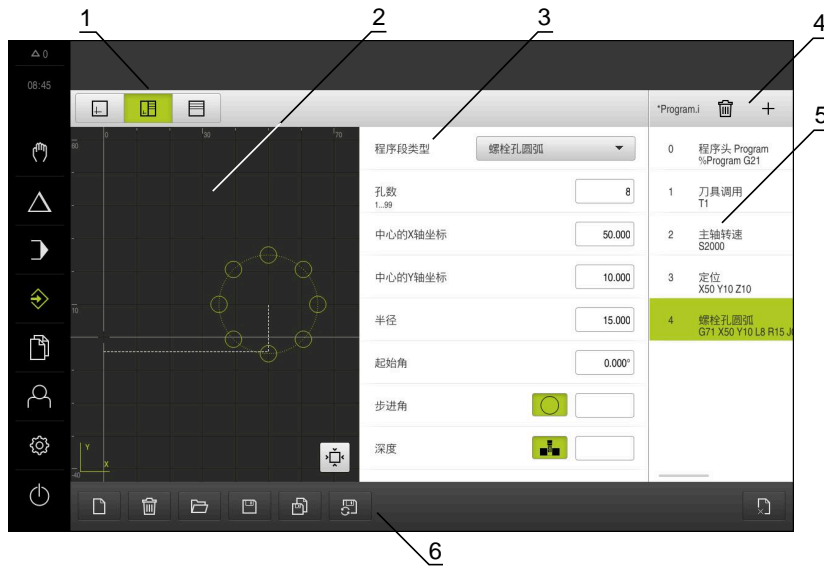 1
2
3
4
5
0
08:45
*Program.i
0
30
70
60
10
-40
Y
X
程序段类型
螺栓孔圆弧
孔数
1...99
8
中心的X轴坐标
50.000
中心的Y轴坐标
10.000
半径
15.000
起始角
0.000°
步进角
深度
0 程序头 Program
%Program G21
1 刀具调用
T1
2 主轴转速
S2000
3 定位
X50 Y10 Z10
4 螺栓孔圆弧
G71 X50 Y10 L8 R15
6